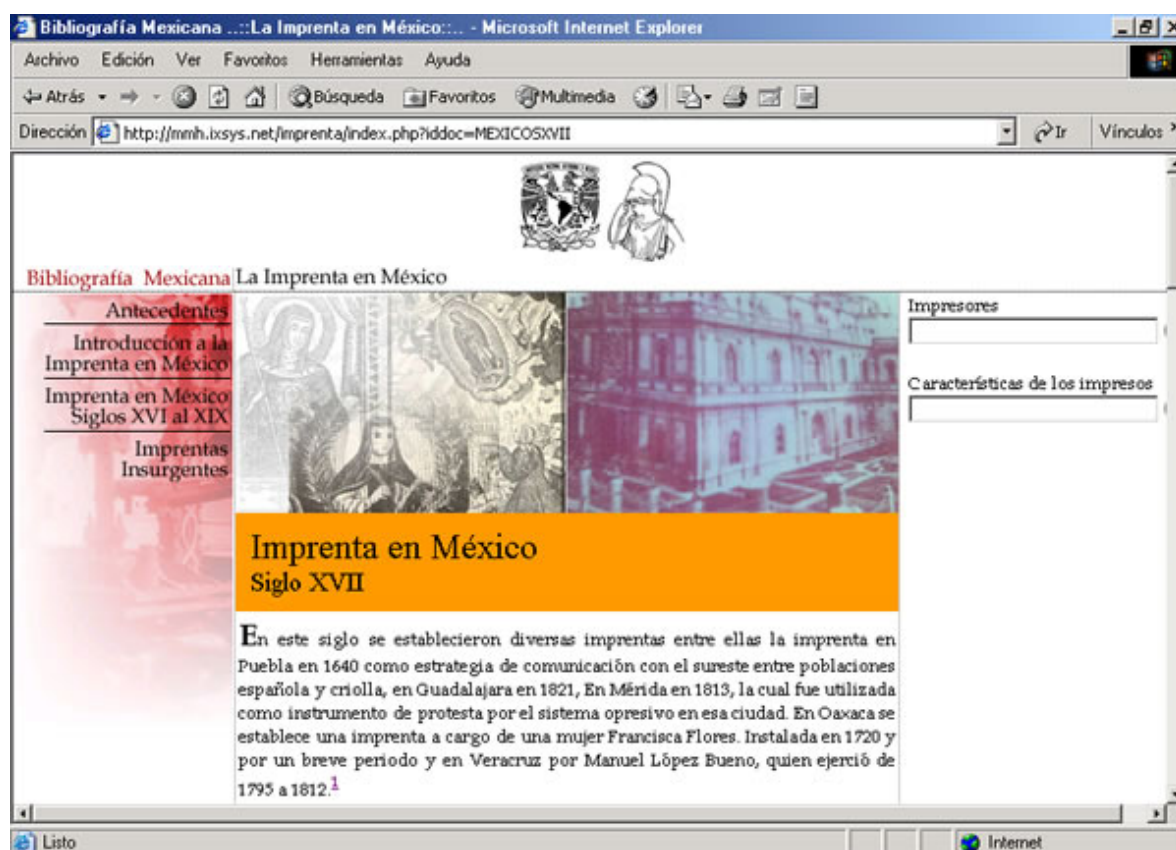 Bibliografía Mexicana ..::La Imprenta en México::... - Microsoft Internet Explorer
Archivo Edición Ver Favoritos Herramientas Ayuda
Atrás Búsqueda Favoritos Multimedia
Dirección http://mmh.ixsys.net/imprenta/index.php?iddoc=MEXICOSXVII Ir Vínculos »
Bibliografía Mexicana La Imprenta en México
Antecedentes
Introducción a la
Imprenta en México
Imprenta en México
Siglos XVI al XIX
Imprentas
Insurgentes
Imprenta en México
Siglo XVII
En este siglo se establecieron diversas imprentas entre ellas la imprenta en
Puebla en 1640 como estrategia de comunicación con el sureste entre poblaciones
española y criolla, en Guadalajara en 1821, En Mérida en 1813, la cual fue utilizada
como instrumento de protesta por el sistema opresivo en esa ciudad. En Oaxaca se
establece una imprenta a cargo de una mujer Francisca Flores. Instalada en 1720 y
por un breve periodo y en Veracruz por Manuel López Bueno, quien ejerció de
1795 a 1812.1
Impresores
Características de los impresos
Listo Internet